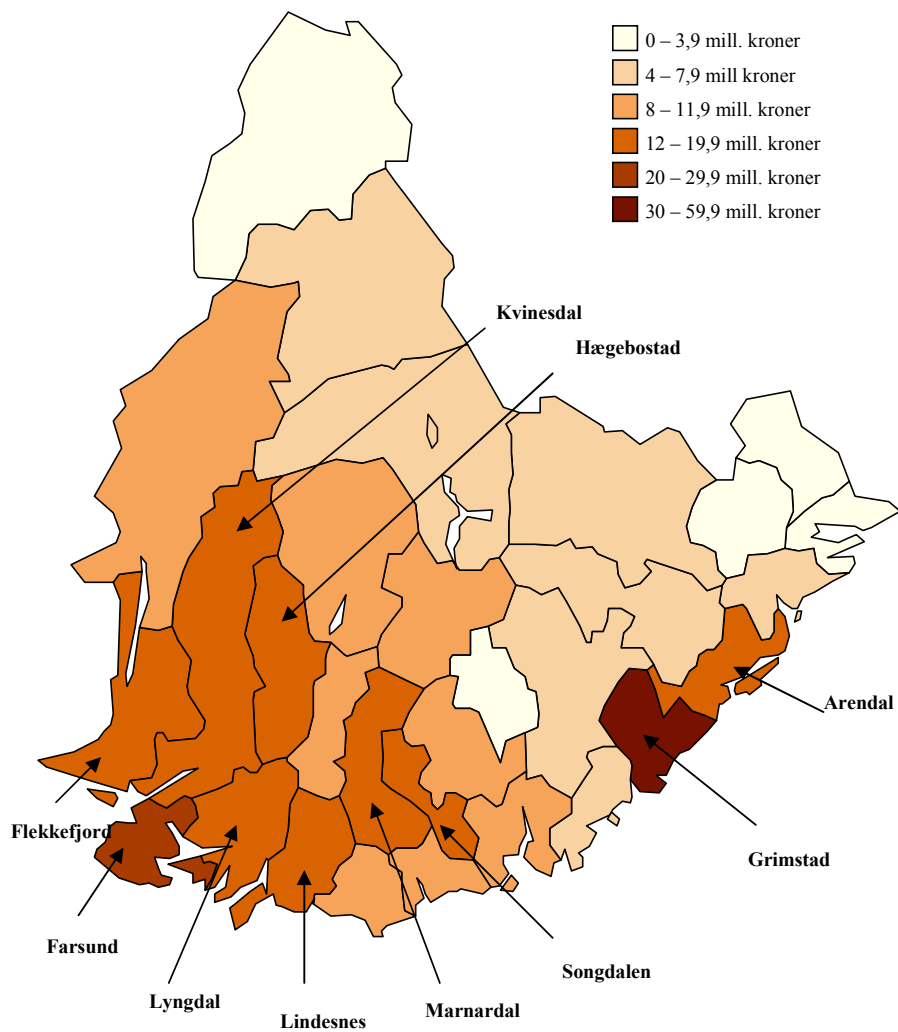 0 – 3,9 mill. kroner
4 – 7,9 mill kroner
8 – 11,9 mill. kroner
12 – 19,9 mill. kroner
20 – 29,9 mill. kroner
30 – 59,9 mill. kroner
Kvinesdal
Hægebostad
Arendal
Flekkefjord
Grimstad
Farsund
Songdalen
Lyngdal
Marnardal
Lindesnes